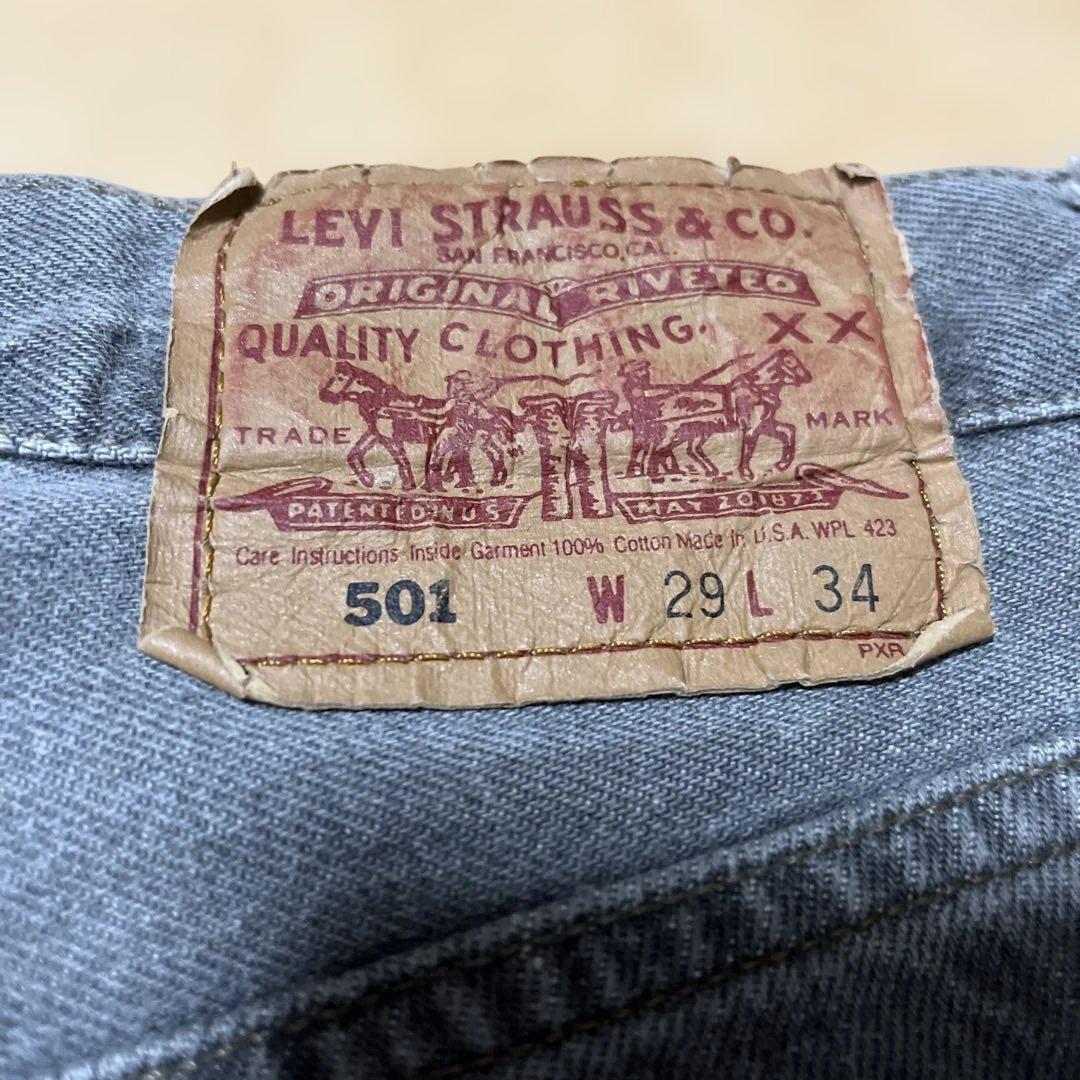 LEVI STRAUSS & CO.
SAN FRANCISCO, CAL.
ORIGINAL RIVETED
QUALITY CLOTHING. XX
TRADE MARK
PATENTED IN U S MAY 20 1873
Care Instructions Inside Garment 100% Cotton Made in U.S.A. WPL 423
501 W 29 L 34